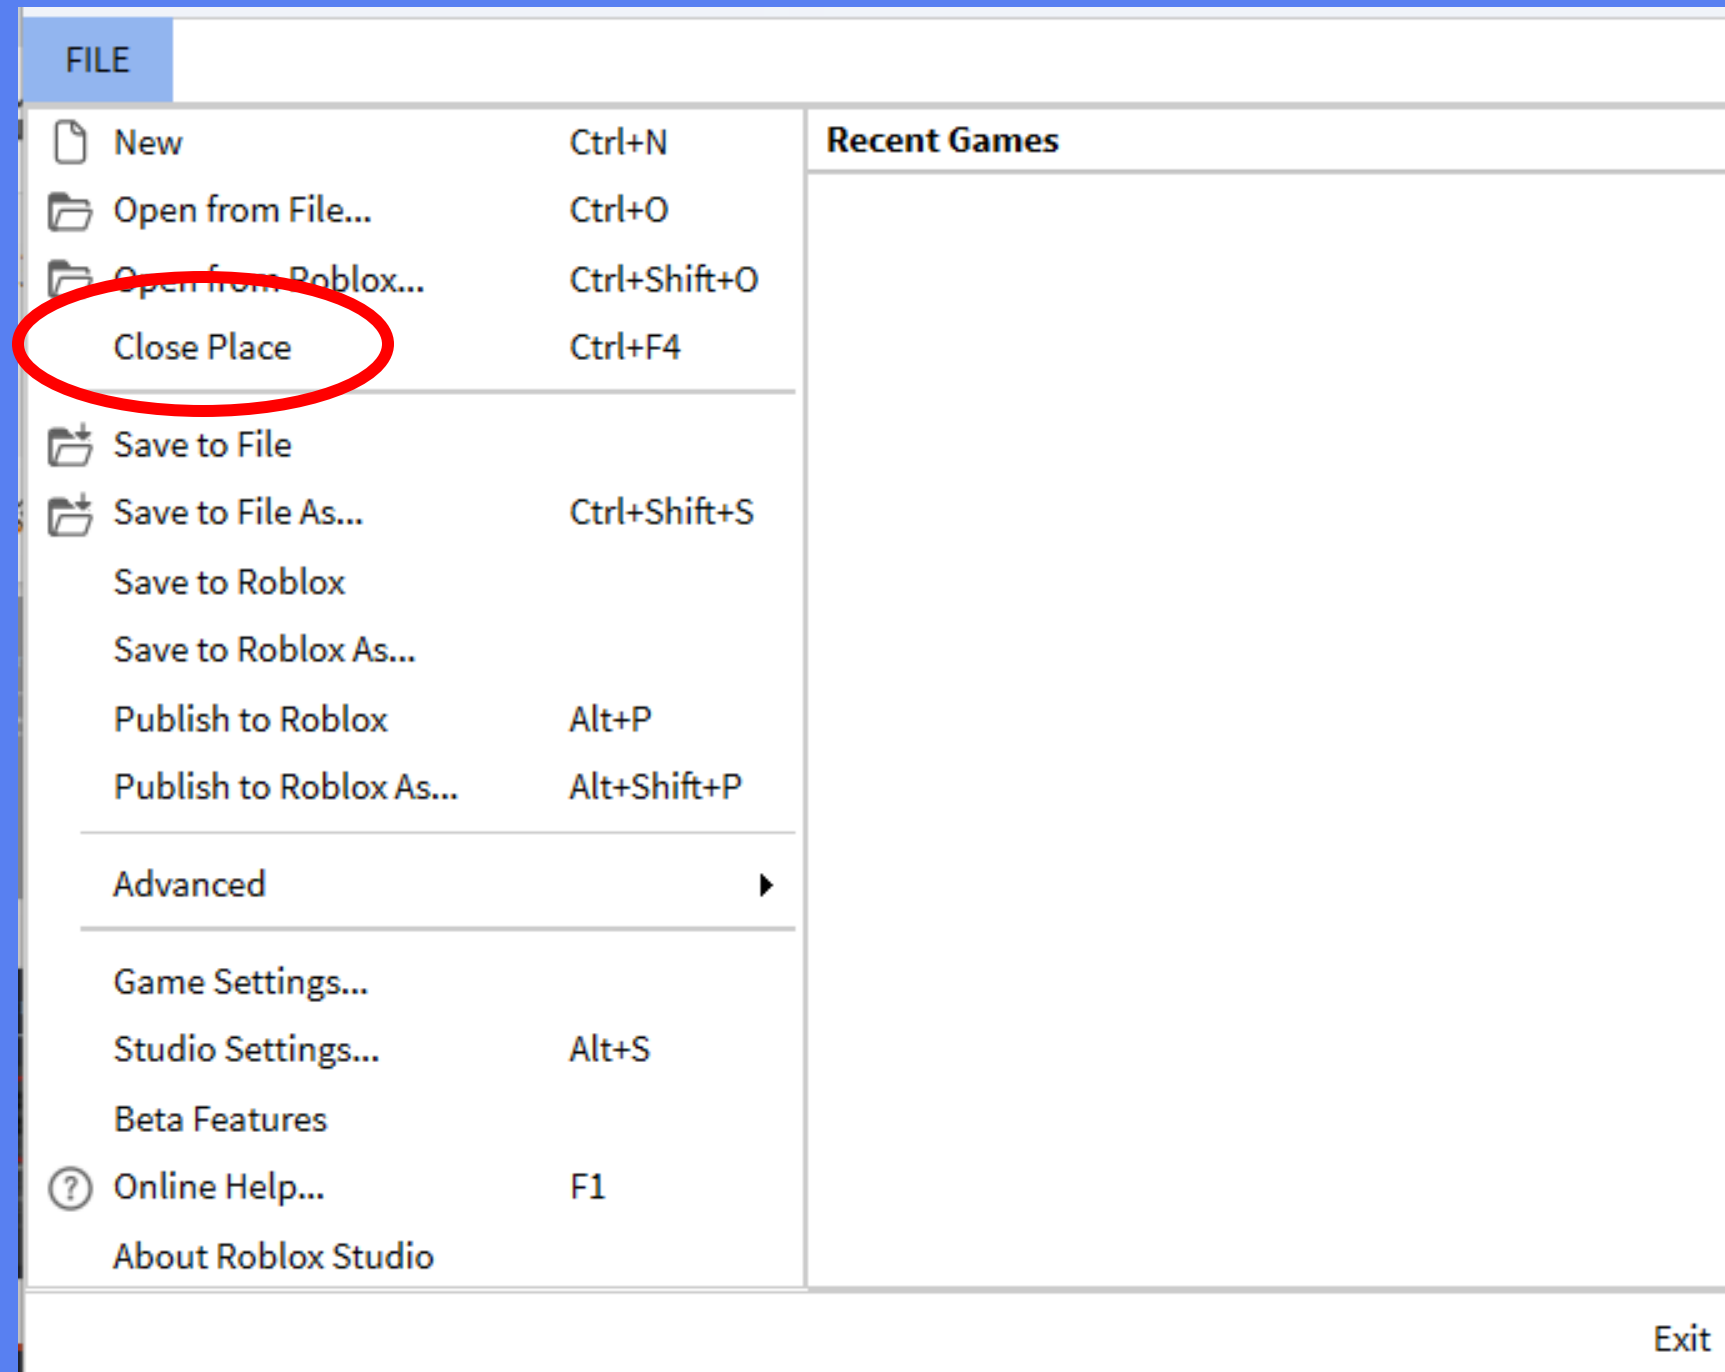 FILE
New Ctrl+N
Open from File... Ctrl+O
Open from Roblox... Ctrl+Shift+O
Close Place Ctrl+F4
Save to File
Save to File As... Ctrl+Shift+S
Save to Roblox
Save to Roblox As...
Publish to Roblox Alt+P
Publish to Roblox As... Alt+Shift+P
Advanced
Game Settings...
Studio Settings... Alt+S
Beta Features
Online Help... F1
About Roblox Studio
Recent Games
Exit